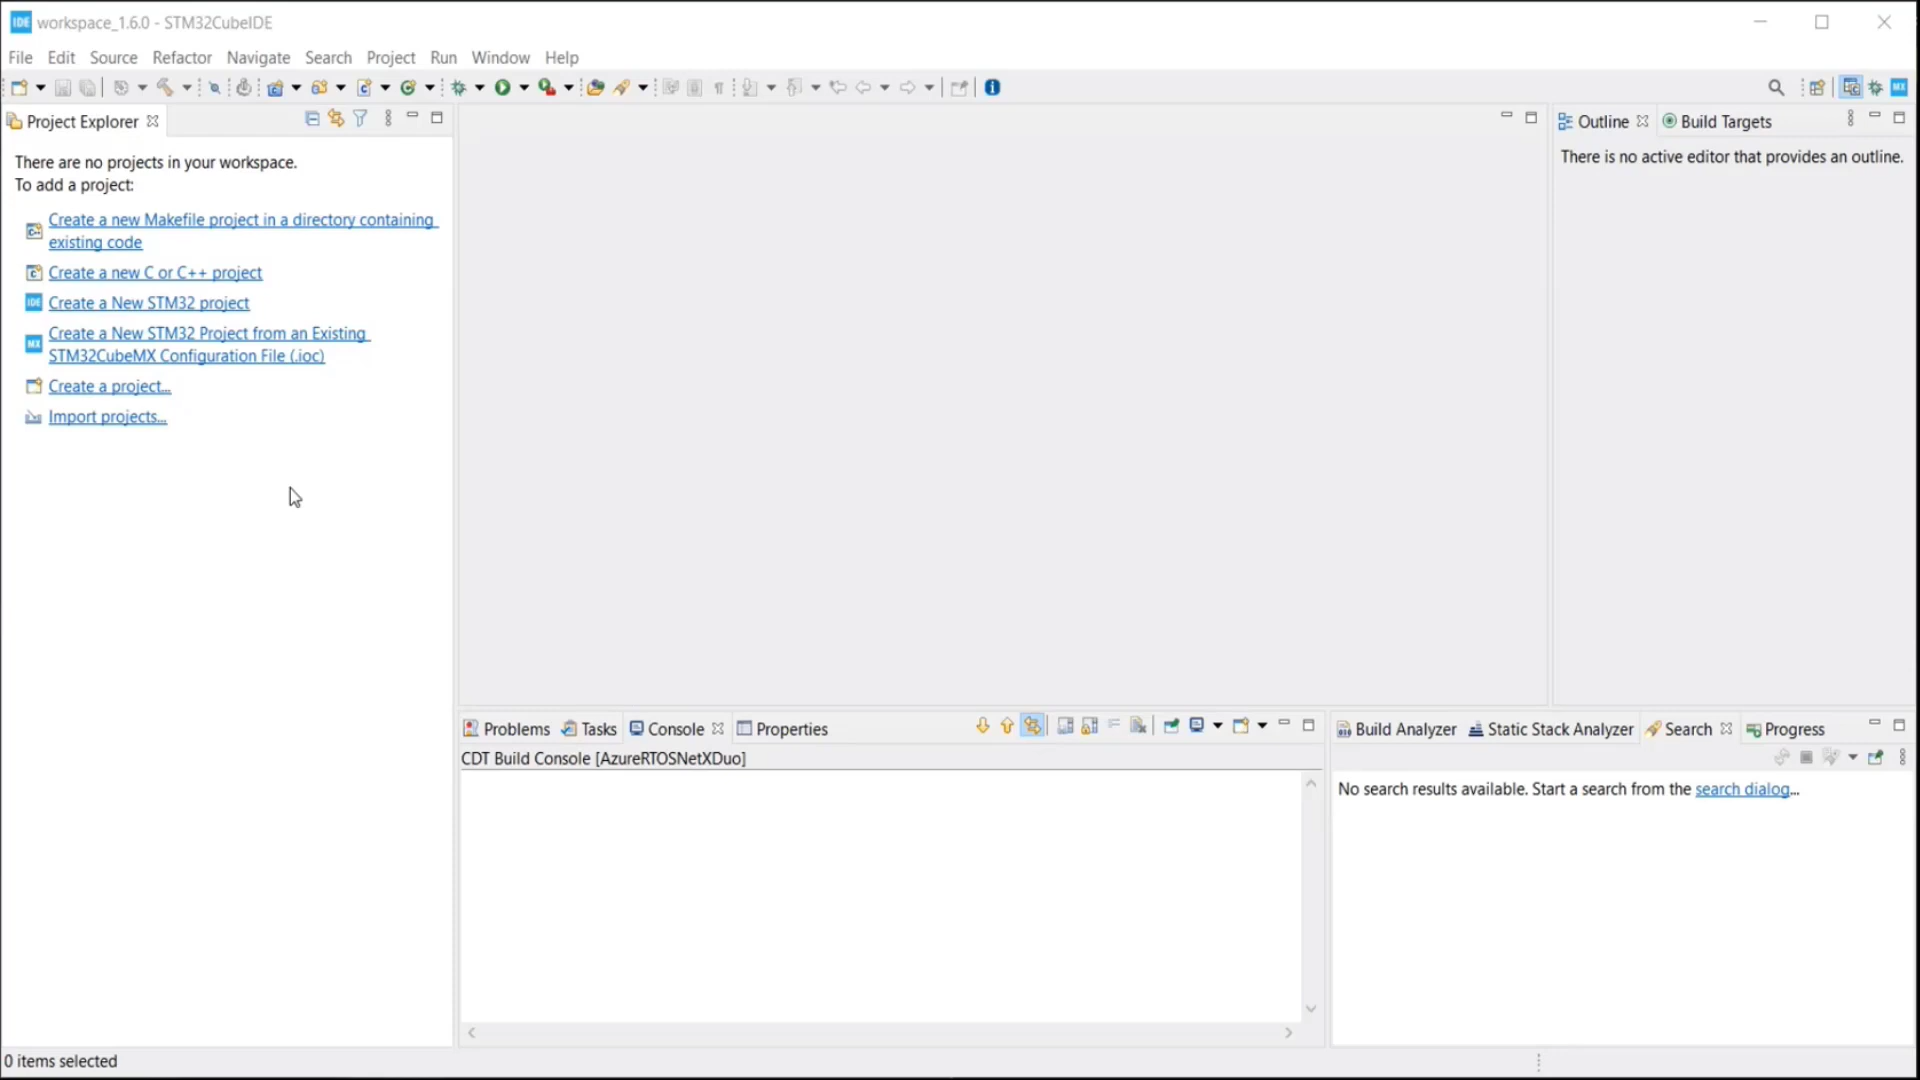 IDE workspace_1.6.0 - STM32CubeIDE
File Edit Source Refactor Navigate Search Project Run Window Help
MX
Project Explorer
There are no projects in your workspace.
To add a project:
Create a new Makefile project in a directory containing
existing code
Create a new C or C++ project
IDE Create a New STM32 project
Create a New STM32 Project from an Existing
MX STM32CubeMX Configuration File (.ioc)
Create a project...
Import projects...
Outline Build Targets
There is no active editor that provides an outline.
Problems Tasks Console Properties
CDT Build Console [AzureRTOSNetXDuo]
Build Analyzer Static Stack Analyzer Search Progress
No search results available. Start a search from the search dialog...
0 items selected